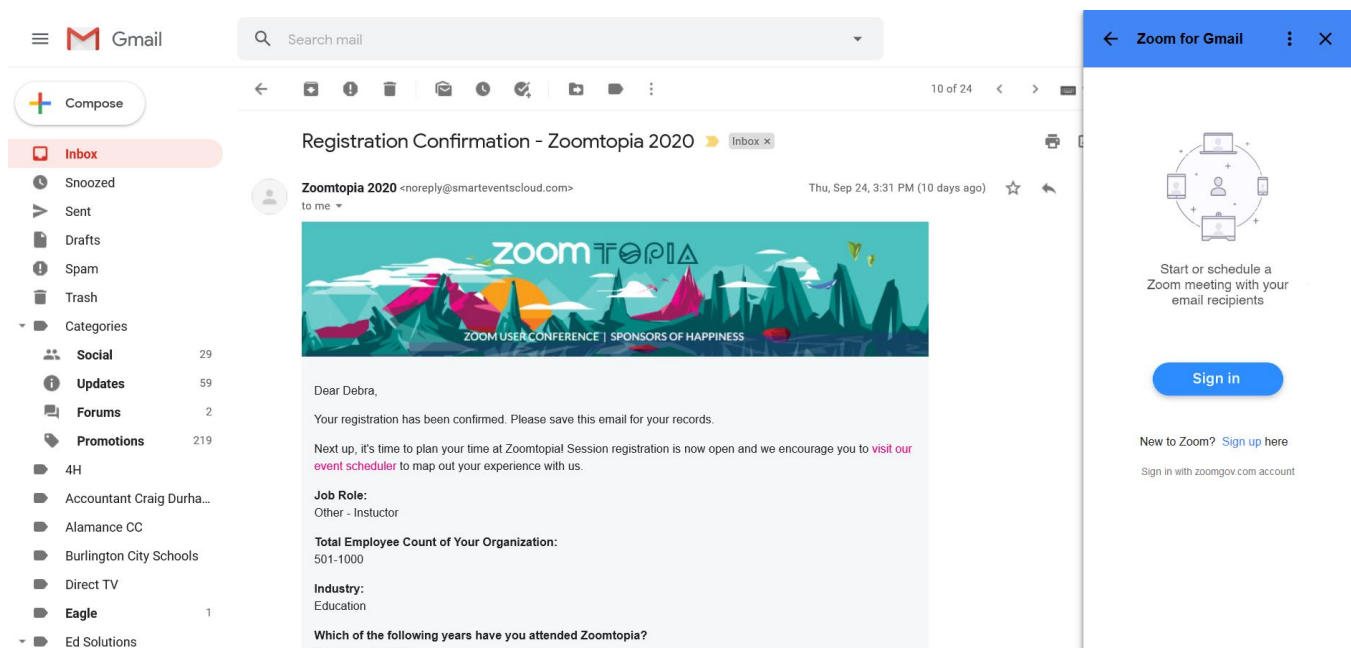 Gmail
Search mail
Compose
Inbox
Snoozed
Sent
Drafts
Spam
Trash
Categories
Social 29
Updates 59
Forums 2
Promotions 219
4H
Accountant Craig Durha...
Alamance CC
Burlington City Schools
Direct TV
Eagle 1
Ed Solutions
10 of 24
Registration Confirmation - Zoomtopia 2020 Inbox ×
Zoomtopia 2020 <noreply@smarteventscloud.com> Thu, Sep 24, 3:31 PM (10 days ago)
to me
ZOOMTOPIA
ZOOM USER CONFERENCE | SPONSORS OF HAPPINESS
Dear Debra,
Your registration has been confirmed. Please save this email for your records.
Next up, it's time to plan your time at Zoomtopia! Session registration is now open and we encourage you to visit our
event scheduler to map out your experience with us.
Job Role:
Other - Instuctor
Total Employee Count of Your Organization:
501-1000
Industry:
Education
Which of the following years have you attended Zoomtopia?
Zoom for Gmail
Start or schedule a
Zoom meeting with your
email recipients
Sign in
New to Zoom? Sign up here
Sign in with zoomgov.com account